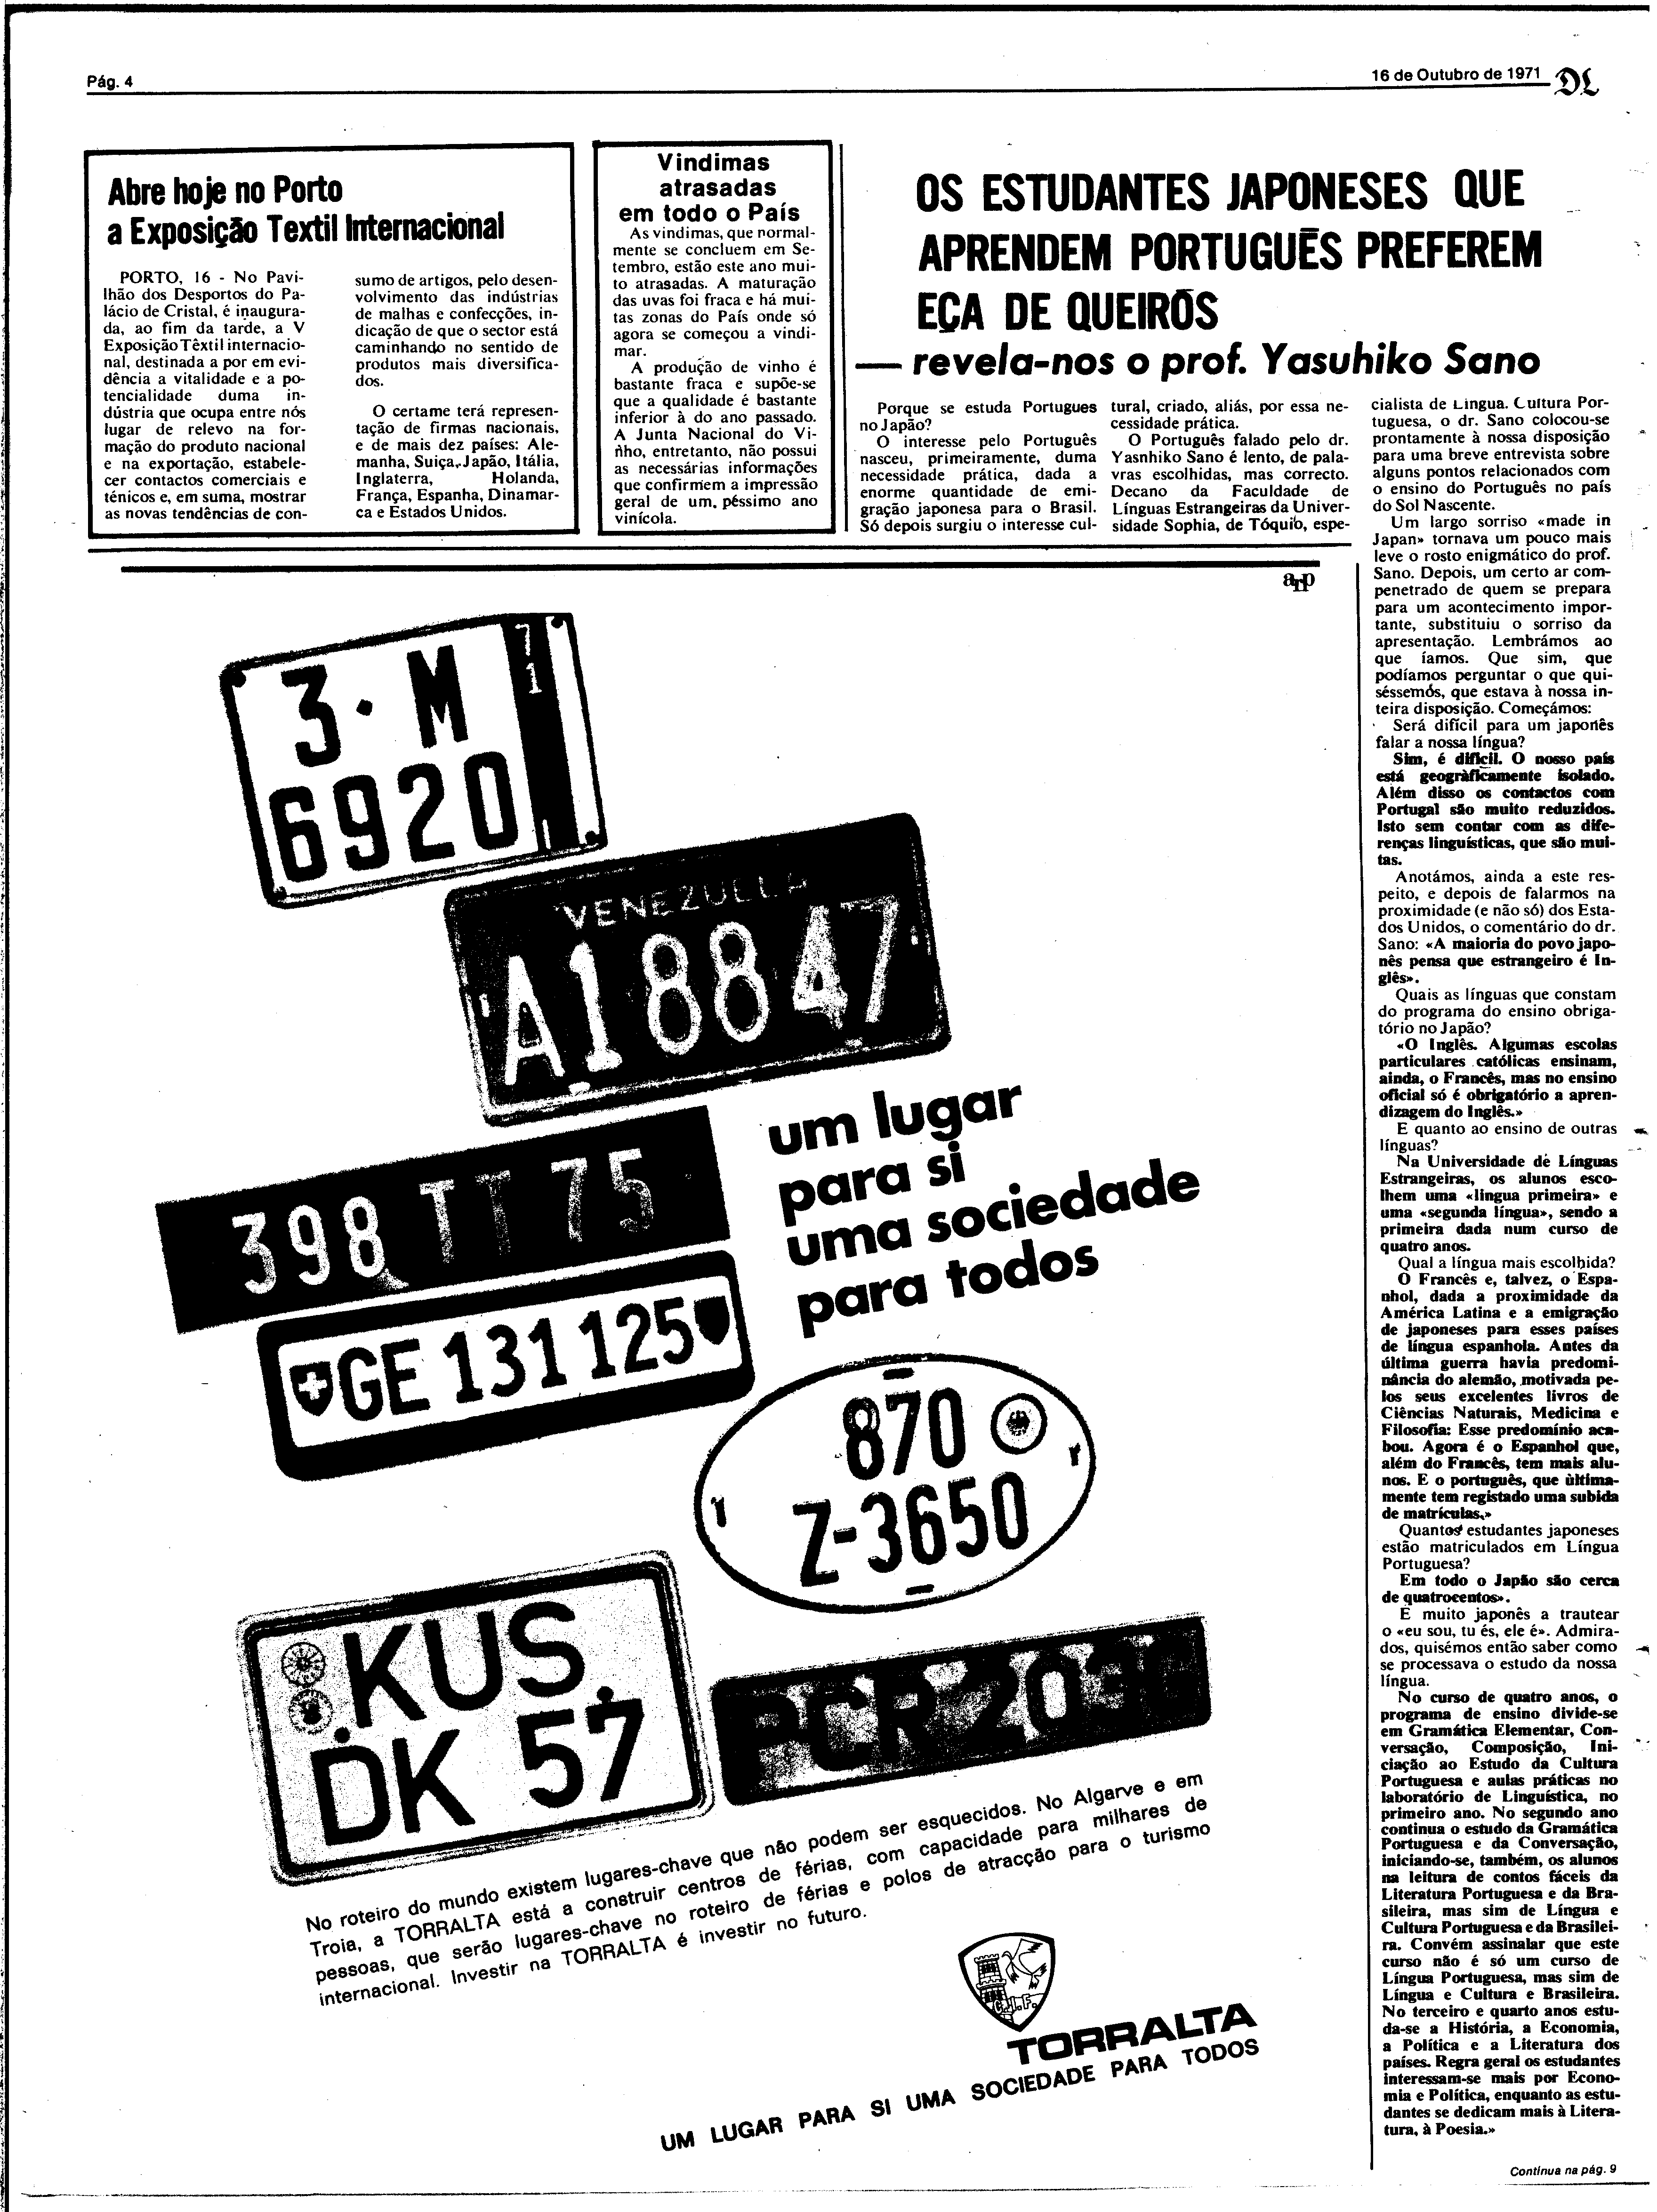 Pág. 4
16 de Outubro de 1971
DL
Abre hoje no Porto
a Exposição Textil Internacional
PORTO, 16 - No Pavi-
lhão dos Desportos do Pa-
lácio de Cristal, é inaugura-
da, ao fim da tarde, a V
Exposição Têxtil internacio-
nal, destinada a por em evi-
dência a vitalidade e a po-
tencialidade duma in-
dústria que ocupa entre nós
lugar de relevo na for-
mação do produto nacional
e na exportação, estabele-
cer contactos comerciais e
ténicos e, em suma, mostrar
as novas tendências de con-
sumo de artigos, pelo desen-
volvimento das indústrias
de malhas e confecções, in-
dicação de que o sector está
caminhando no sentido de
produtos mais diversifica-
dos.
O certame terá represen-
tação de firmas nacionais,
e de mais dez países: Ale-
manha, Suiça, Japão, Itália,
Inglaterra, Holanda,
França, Espanha, Dinamar-
ca e Estados Unidos.
Vindimas
atrasadas
em todo o País
As vindimas, que normal-
mente se concluem em Se-
tembro, estão este ano mui-
to atrasadas. A maturação
das uvas foi fraca e há mui-
tas zonas do País onde só
agora se começou a vindi-
mar.
A produção de vinho é
bastante fraca e supõe-se
que a qualidade é bastante
inferior à do ano passado.
A Junta Nacional do Vi-
nho, entretanto, não possui
as necessárias informações
que confirmem a impressão
geral de um, péssimo ano
vinícola.
OS ESTUDANTES JAPONESES QUE
APRENDEM PORTUGUÊS PREFEREM
EÇA DE QUEIRÓS
— revela-nos o prof. Yasuhiko Sano
Porque se estuda Portugues
no Japão?
O interesse pelo Português
nasceu, primeiramente, duma
necessidade prática, dada a
enorme quantidade de emi-
gração japonesa para o Brasil.
Só depois surgiu o interesse cul-
tural, criado, aliás, por essa ne-
cessidade prática.
O Português falado pelo dr.
Yasnhiko Sano é lento, de pala-
vras escolhidas, mas correcto.
Decano da Faculdade de
Línguas Estrangeiras da Univer-
sidade Sophia, de Tóquio, espe-
cialista de Lingua. Cultura Por-
tuguesa, o dr. Sano colocou-se
prontamente à nossa disposição
para uma breve entrevista sobre
alguns pontos relacionados com
o ensino do Português no país
do Sol Nascente.
Um largo sorriso «made in
Japan» tornava um pouco mais
leve o rosto enigmático do prof.
Sano. Depois, um certo ar com-
penetrado de quem se prepara
para um acontecimento impor-
tante, substituiu o sorriso da
apresentação. Lembrámos ao
que íamos. Que sim, que
podíamos perguntar o que qui-
séssemós, que estava à nossa in-
teira disposição. Começámos:
Será difícil para um japonês
falar a nossa língua?
Sim, é difícil. O nosso país
está geogràficamente isolado.
Além disso os contactos com
Portugal são muito reduzidos.
Isto sem contar com as dife-
renças linguísticas, que são mui-
tas.
Anotámos, ainda a este res-
peito, e depois de falarmos na
proximidade (e não só) dos Esta-
dos Unidos, o comentário do dr.
Sano: «A maioria do povo japo-
nês pensa que estrangeiro é In-
glês».
Quais as línguas que constam
do programa do ensino obriga-
tório no Japão?
«O Inglês. Algumas escolas
particulares católicas ensinam,
ainda, o Francês, mas no ensino
oficial só é obrigatório a apren-
dizagem do Inglês.»
E quanto ao ensino de outras
línguas?
Na Universidade de Línguas
Estrangeiras, os alunos esco-
lhem uma «lingua primeira» e
uma «segunda língua», sendo a
primeira dada num curso de
quatro anos.
Qual a língua mais escolhida?
O Francês e, talvez, o Espa-
nhol, dada a proximidade da
América Latina e a emigração
de japoneses para esses países
de língua espanhola. Antes da
última guerra havia predomi-
nância do alemão, motivada pe-
los seus excelentes livros de
Ciências Naturais, Medicina e
Filosofia: Esse predomínio aca-
bou. Agora é o Espanhol que,
além do Francês, tem mais alu-
nos. E o português, que ùltima-
mente tem registado uma subida
de matrículas.»
Quantos estudantes japoneses
estão matriculados em Língua
Portuguesa?
Em todo o Japão são cerca
de quatrocentos».
E muito japonês a trautear
o «eu sou, tu és, ele é». Admira-
dos, quisémos então saber como
se processava o estudo da nossa
língua.
No curso de quatro anos, o
programa de ensino divide-se
em Gramática Elementar, Con-
versação, Composição, Ini-
ciação ao Estudo da Cultura
Portuguesa e aulas práticas no
laboratório de Linguística, no
primeiro ano. No segundo ano
continua o estudo da Gramática
Portuguesa e da Conversação,
iniciando-se, também, os alunos
na leitura de contos fáceis da
Literatura Portuguesa e da Bra-
sileira, mas sim de Língua e
Cultura Portuguesa e da Brasilei-
ra. Convém assinalar que este
curso não é só um curso de
Língua Portuguesa, mas sim de
Língua e Cultura e Brasileira.
No terceiro e quarto anos estu-
da-se a História, a Economia,
a Política e a Literatura dos
países. Regra geral os estudantes
interessam-se mais por Econo-
mia e Política, enquanto as estu-
dantes se dedicam mais à Litera-
tura, à Poesia.»
Continua na pág. 9
arp
3·M 71
6920
VENEZUELA
A18847
398 TT 75
um lugar
para si
uma sociedade
para todos
GE 131125
870
Z-3650
KUS
DK 57
PCR 203G
No roteiro do mundo existem lugares-chave que não podem ser esquecidos. No Algarve e em
Troia, a TORRALTA está a construir centros de férias, com capacidade para milhares de
pessoas, que serão lugares-chave no roteiro de férias e polos de atracção para o turismo
internacional. Investir na TORRALTA é investir no futuro.
C.I.F.
TORRALTA
UM LUGAR PARA SI UMA SOCIEDADE PARA TODOS